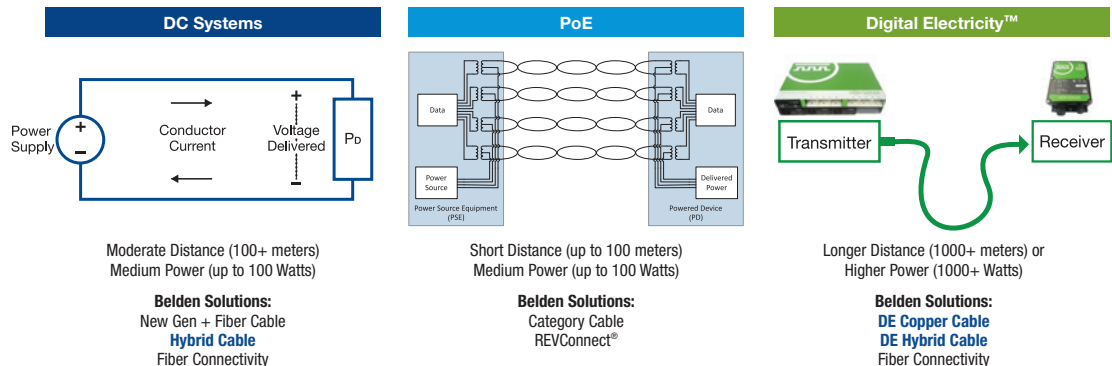 DC Systems
Power
Supply
+
−
Conductor
Current
+
Voltage
Delivered
−
PD
Moderate Distance (100+ meters)
Medium Power (up to 100 Watts)
Belden Solutions:
New Gen + Fiber Cable
Hybrid Cable
Fiber Connectivity
PoE
Data
Data
Power
Source
Delivered
Power
Power Source Equipment
(PSE)
Powered Device
(PD)
Short Distance (up to 100 meters)
Medium Power (up to 100 Watts)
Belden Solutions:
Category Cable
REVConnect®
Digital Electricity™
Transmitter
Receiver
Longer Distance (1000+ meters) or
Higher Power (1000+ Watts)
Belden Solutions:
DE Copper Cable
DE Hybrid Cable
Fiber Connectivity